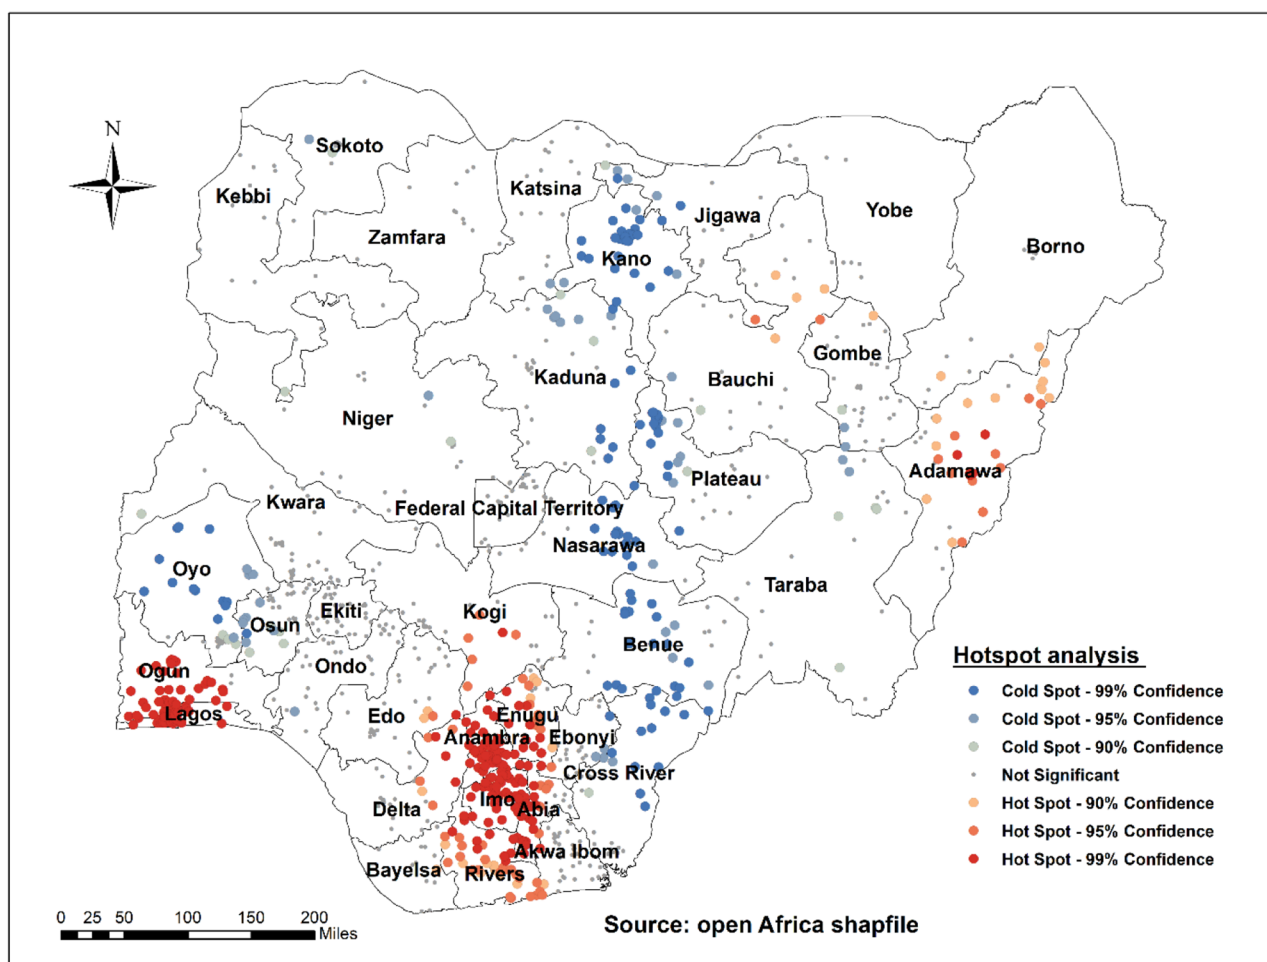 N
Sokoto
Kebbi
Katsina
Zamfara
Jigawa
Yobe
Borno
Kano
Gombe
Kaduna
Bauchi
Niger
Adamawa
Plateau
Kwara
Federal Capital Territory
Nasarawa
Oyo
Taraba
Ekiti
Kogi
Osun
Benue
Ondo
Ogun
Lagos
Edo
Enugu
Anambra
Ebonyi
Cross River
Imo
Abia
Delta
Akwa Ibom
Bayelsa
Rivers
Hotspot analysis
Cold Spot - 99% Confidence
Cold Spot - 95% Confidence
Cold Spot - 90% Confidence
Not Significant
Hot Spot - 90% Confidence
Hot Spot - 95% Confidence
Hot Spot - 99% Confidence
0 25 50 100 150 200
Miles
Source: open Africa shapfile